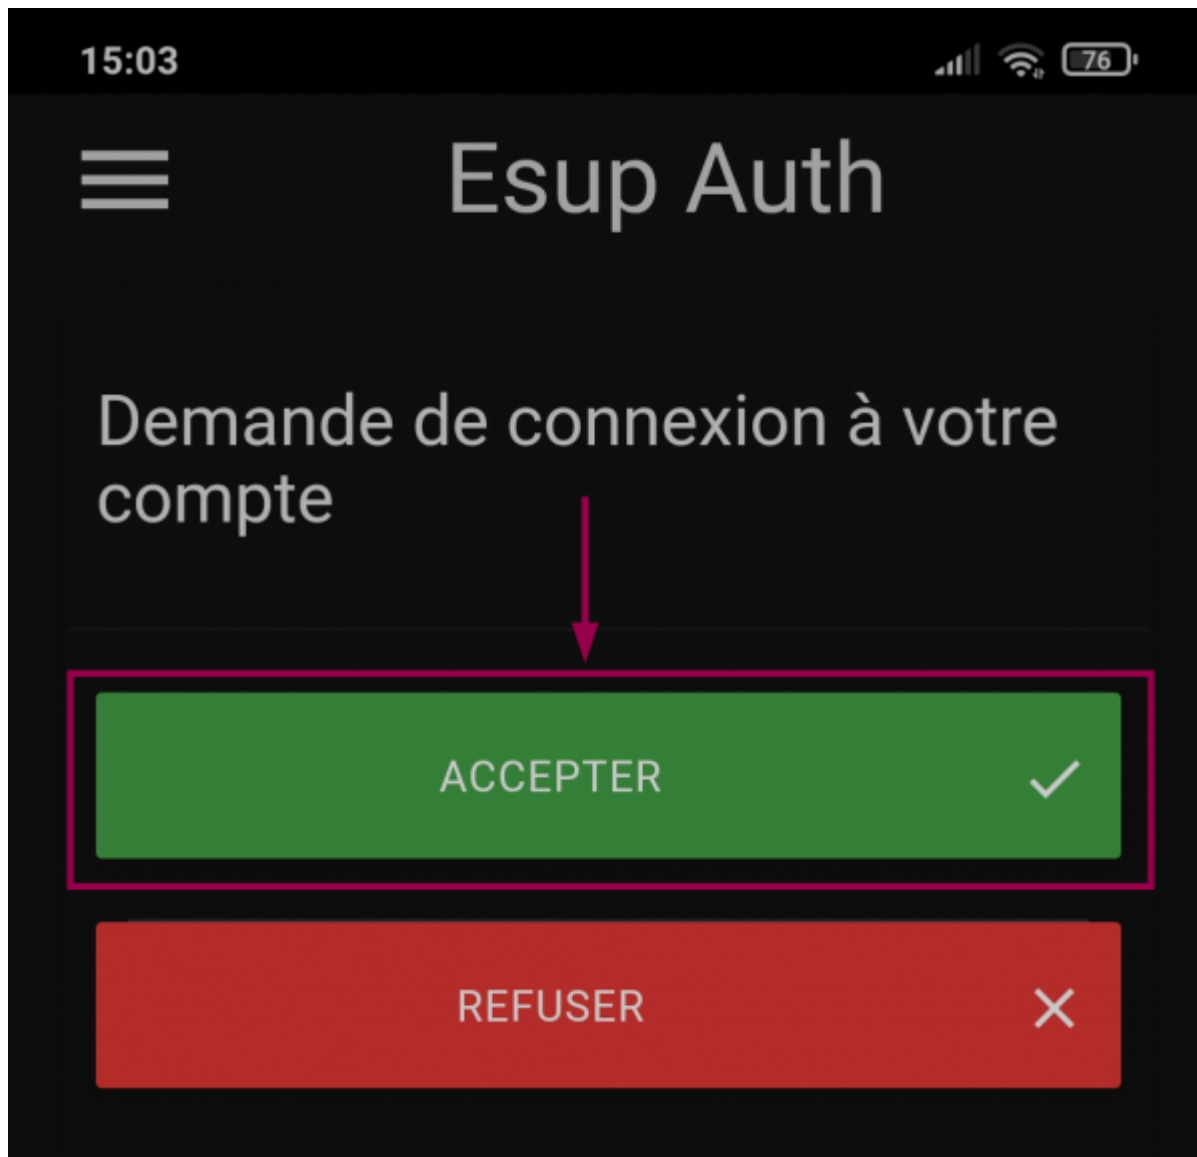 15:03
76
Esup Auth
Demande de connexion à votre
compte
ACCEPTER
REFUSER